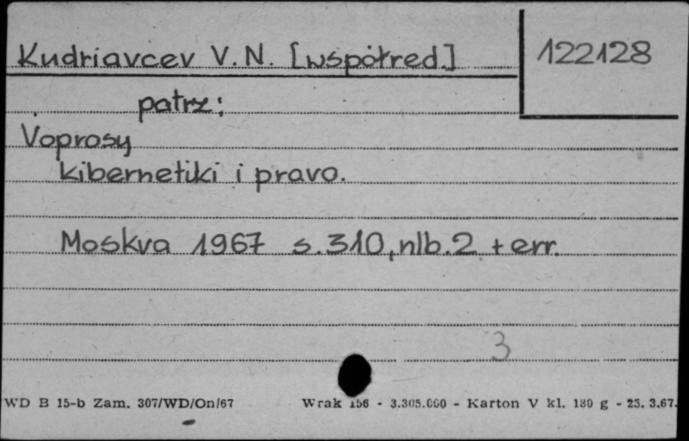 Kudriavcev V.N. [współred.] 122128
patrz:
Voprosy
kibernetiki i pravo.
Moskva 1967 s.310,nlb.2 + err.
3
WD B 15-b Zam. 307/WD/On/67 Wrak 156 - 3.305.000 - Karton V kl. 180 g - 23. 3.67.